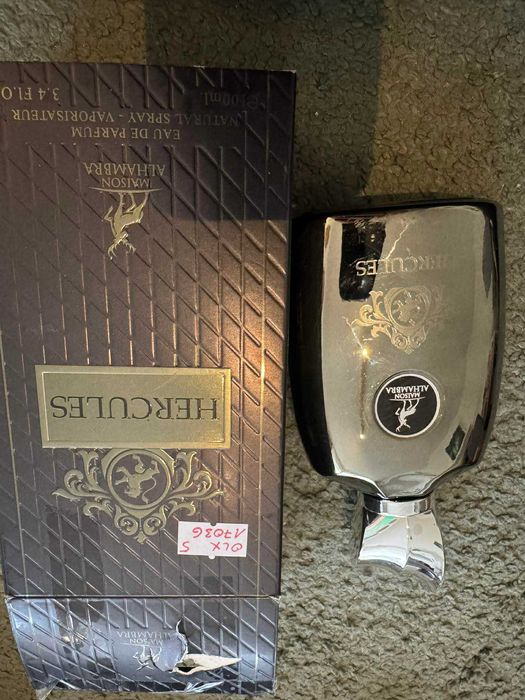 MAISON
ALHAMBRA
OLX S
17036
HERCULES
MAISON
ALHAMBRA
EAU DE PARFUM
NATURAL SPRAY - VAPORISATEUR
℮100ml. 3.4 Fl.O
MAISON
ALHAMBRA
HERCULES